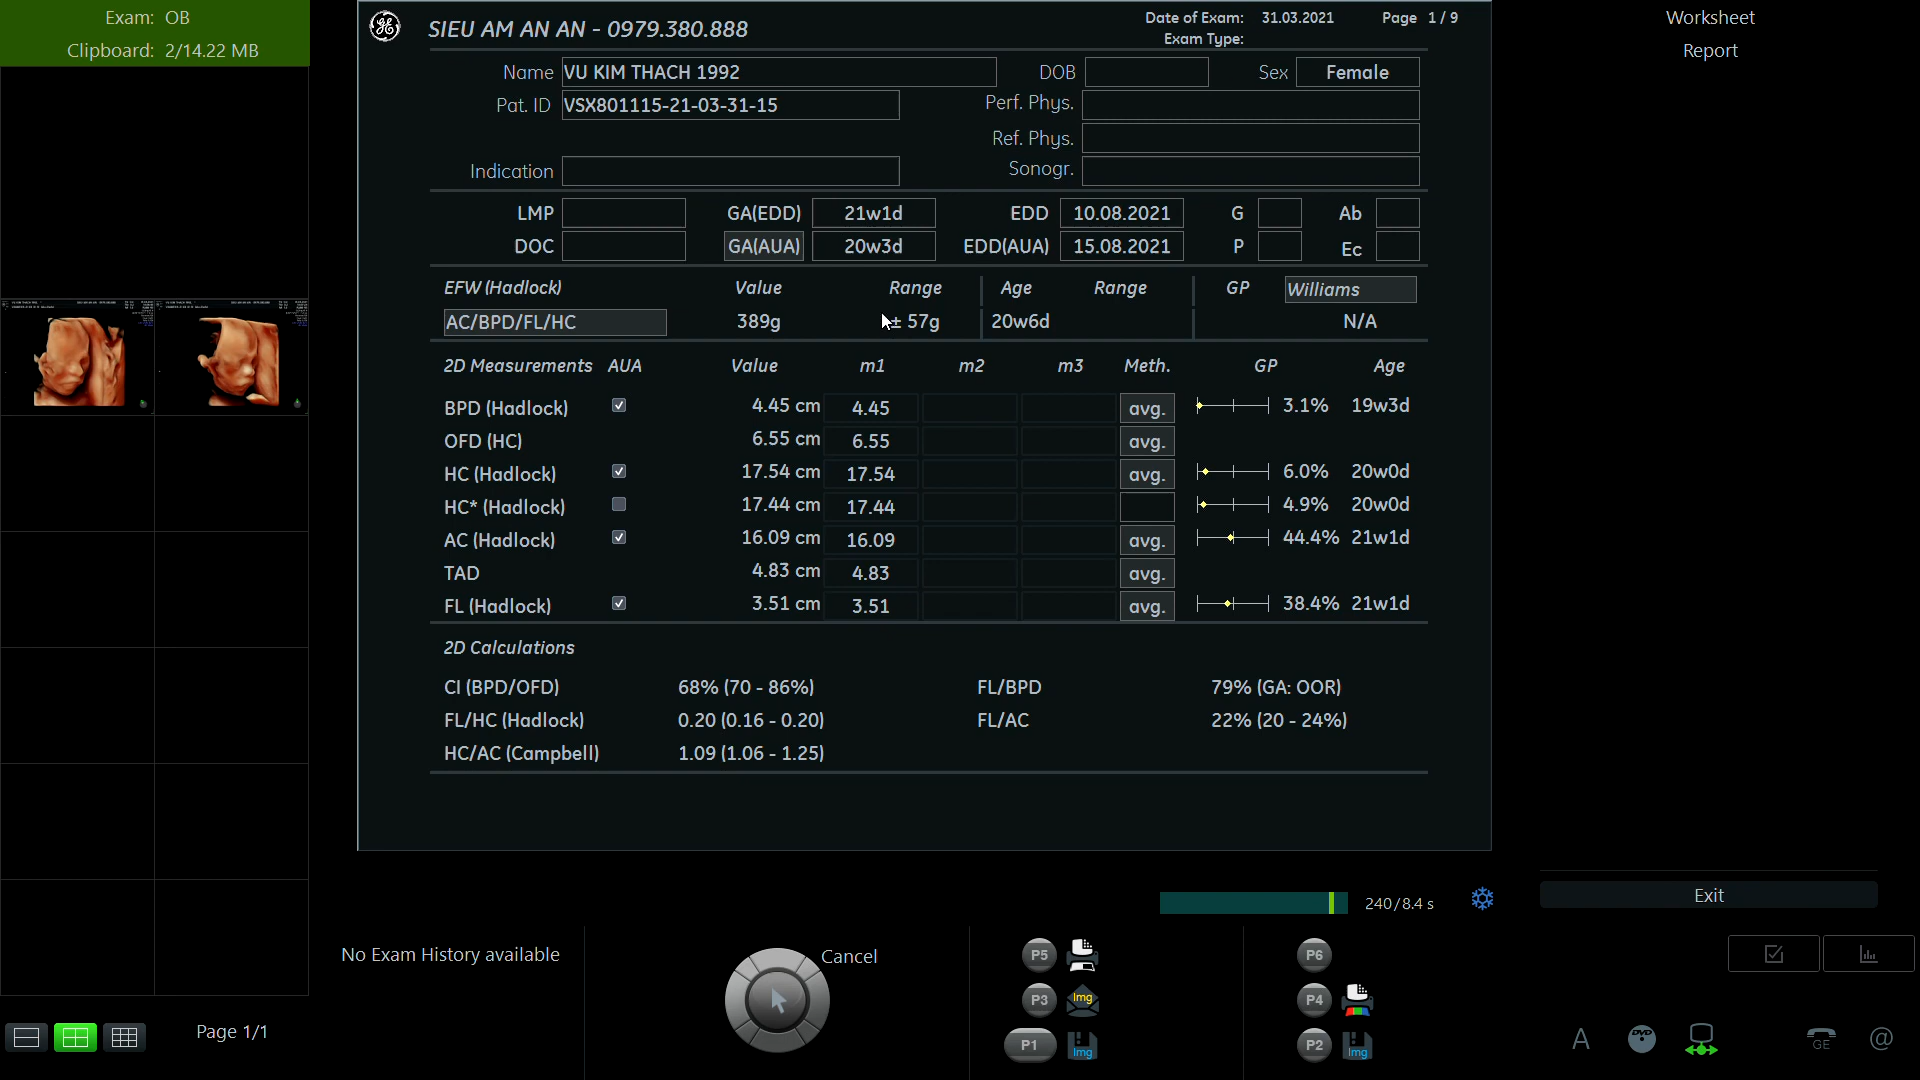 Exam: OB
Clipboard: 2/14.22 MB
Worksheet
Report
SIEU AM AN AN - 0979.380.888
Date of Exam: 31.03.2021 Page 1 / 9
Exam Type:
Name VU KIM THACH 1992 DOB Sex Female
Pat. ID VSX801115-21-03-31-15 Perf. Phys.
Ref. Phys.
Indication Sonogr.
LMP GA(EDD) 21w1d EDD 10.08.2021 G Ab
DOC GA(AUA) 20w3d EDD(AUA) 15.08.2021 P Ec
EFW (Hadlock) Value Range Age Range GP Williams
AC/BPD/FL/HC 389g ± 57g 20w6d N/A
2D Measurements AUA Value m1 m2 m3 Meth. GP Age
BPD (Hadlock) 4.45 cm 4.45 avg. 3.1% 19w3d
OFD (HC) 6.55 cm 6.55 avg.
HC (Hadlock) 17.54 cm 17.54 avg. 6.0% 20w0d
HC* (Hadlock) 17.44 cm 17.44 4.9% 20w0d
AC (Hadlock) 16.09 cm 16.09 avg. 44.4% 21w1d
TAD 4.83 cm 4.83 avg.
FL (Hadlock) 3.51 cm 3.51 avg. 38.4% 21w1d
2D Calculations
CI (BPD/OFD) 68% (70 - 86%) FL/BPD 79% (GA: OOR)
FL/HC (Hadlock) 0.20 (0.16 - 0.20) FL/AC 22% (20 - 24%)
HC/AC (Campbell) 1.09 (1.06 - 1.25)
240/8.4 s
Exit
No Exam History available
Cancel
P5 P6
P3 Img P4
P1 Img P2 Img
Page 1/1
A DVD GE @